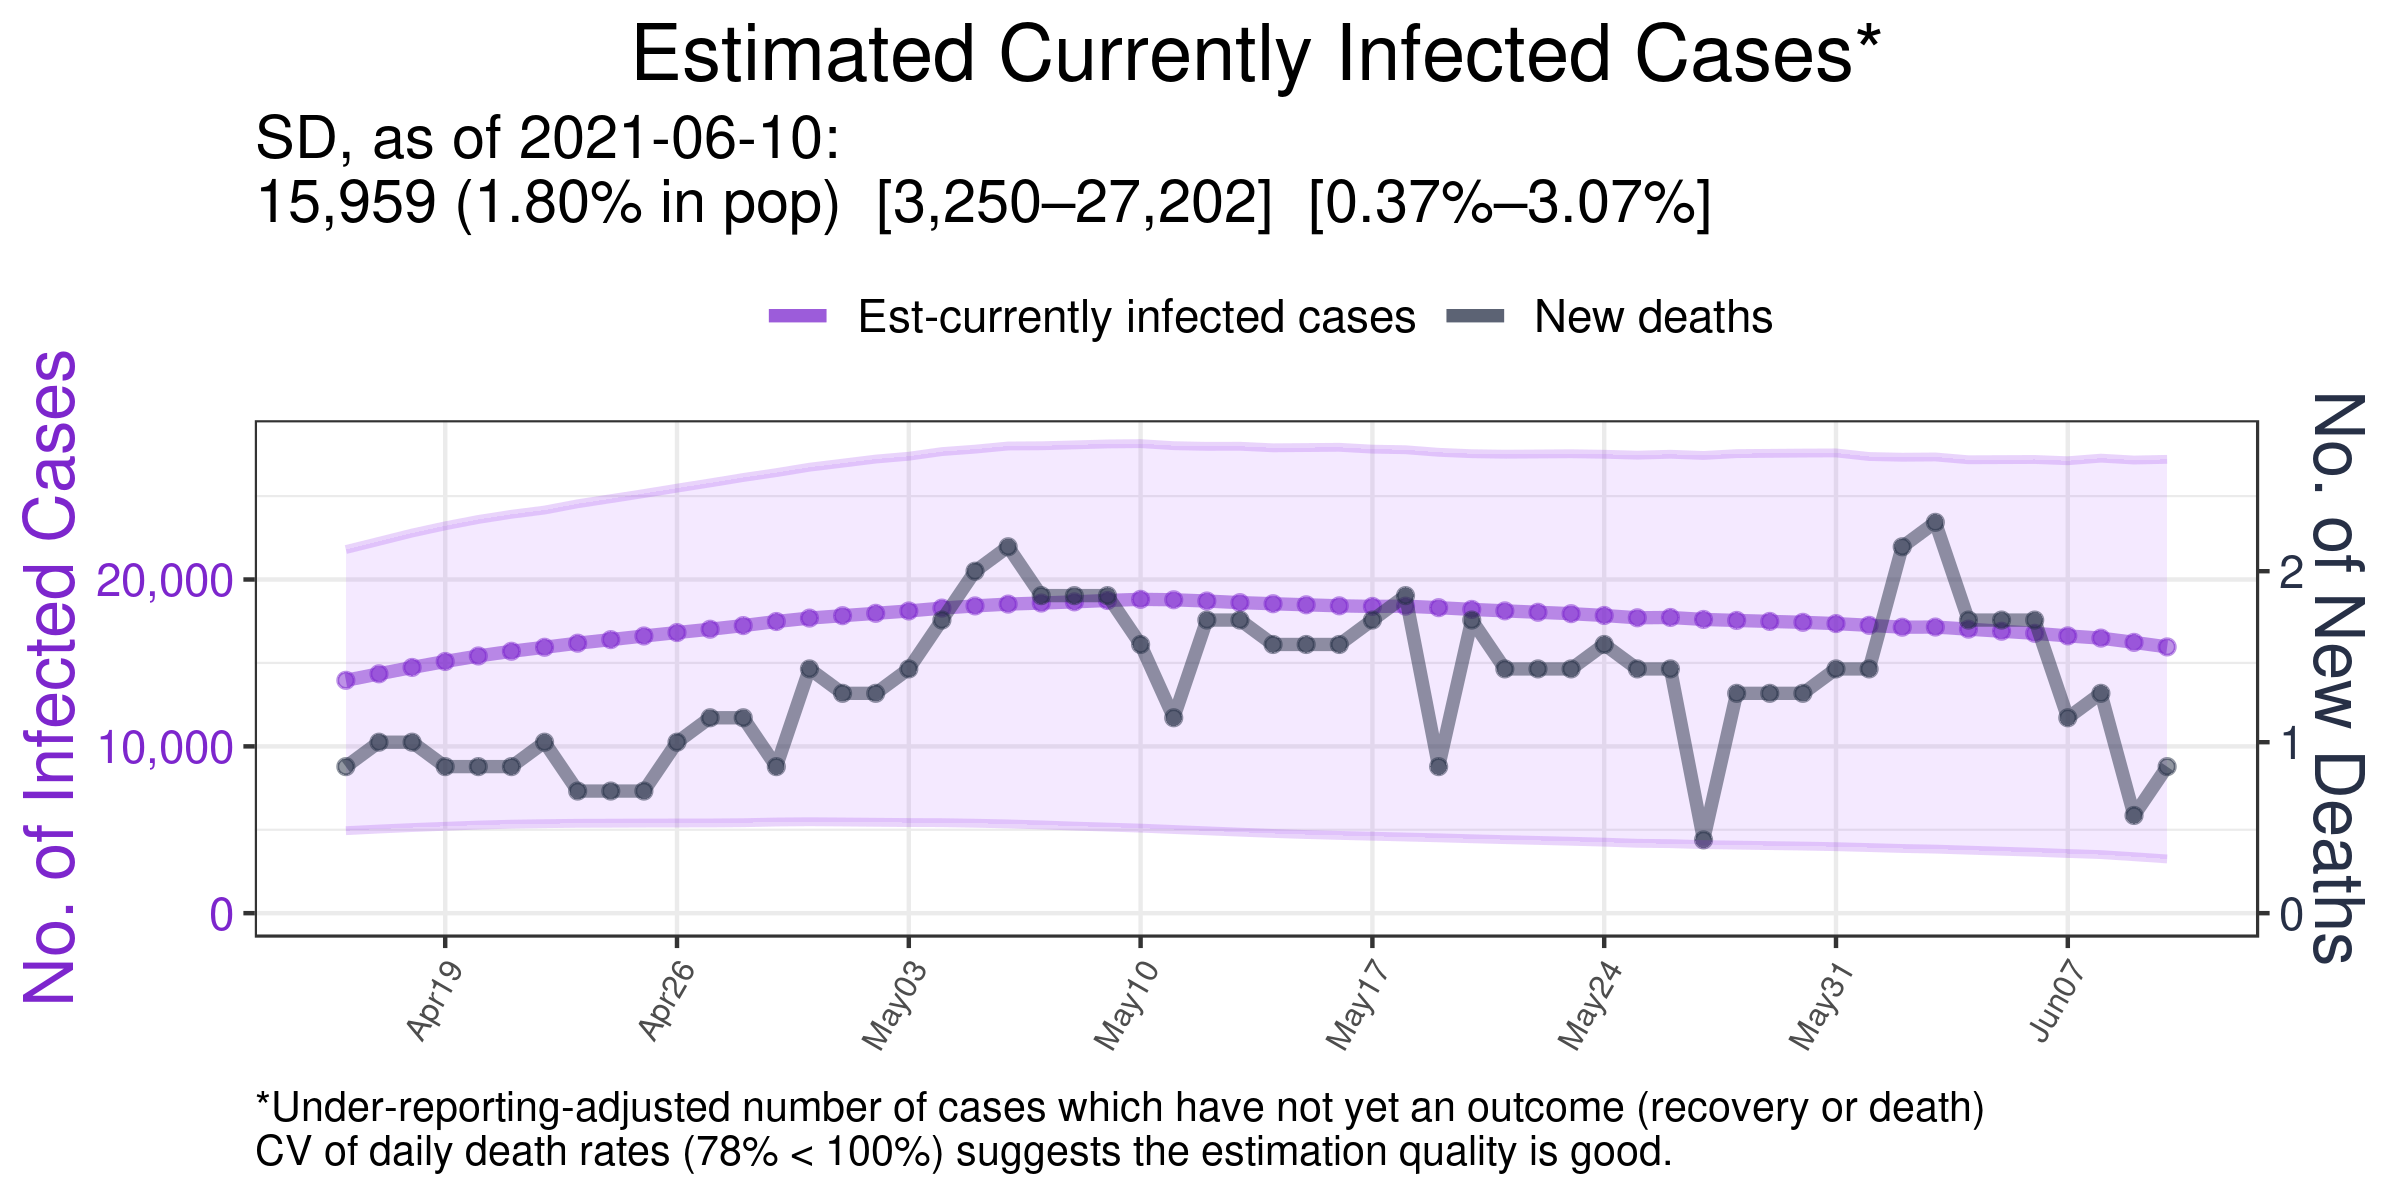 Estimated Currently Infected Cases*
SD, as of 2021-06-10:
15,959 (1.80% in pop)  [3,250–27,202]  [0.37%–3.07%]
Est-currently infected cases
New deaths
No. of Infected Cases
20,000
10,000
0
No. of New Deaths
2
1
0
Apr19
Apr26
May03
May10
May17
May24
May31
Jun07
*Under-reporting-adjusted number of cases which have not yet an outcome (recovery or death)
CV of daily death rates (78% < 100%) suggests the estimation quality is good.